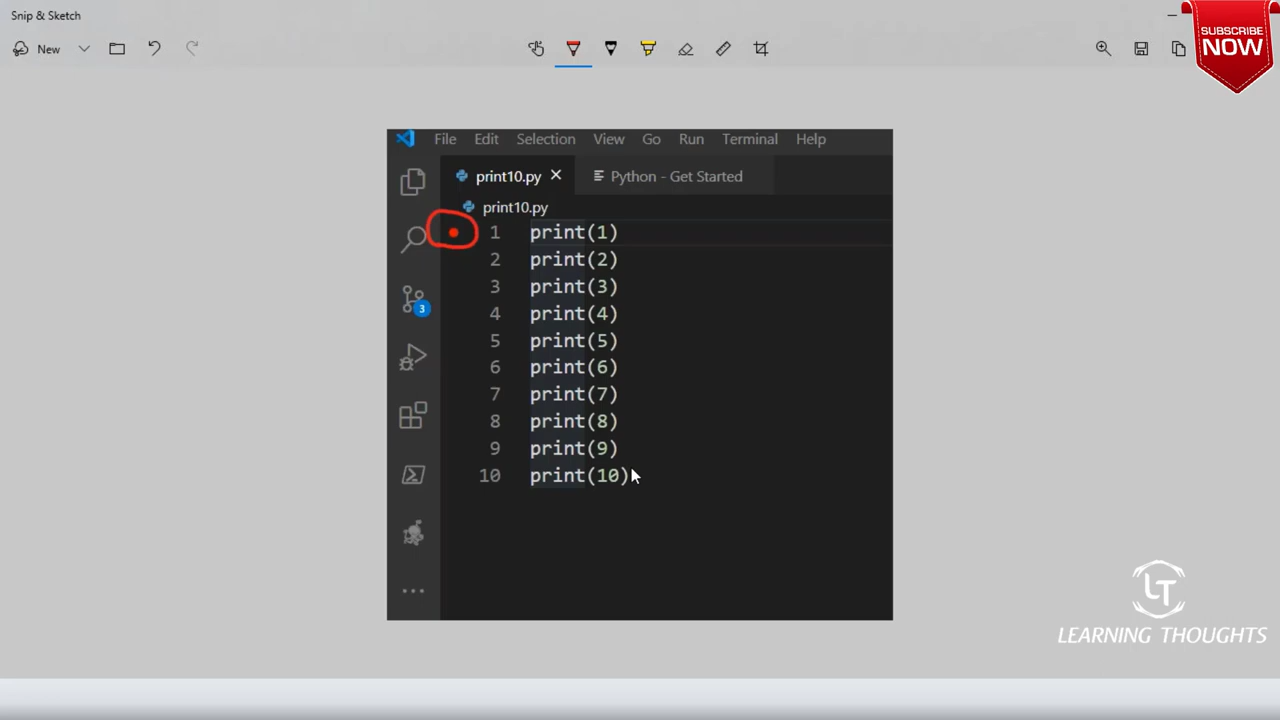 Snip & Sketch
New
SUBSCRIBE
NOW
File Edit Selection View Go Run Terminal Help
print10.py Python - Get Started
print10.py
1 print(1)
2 print(2)
3 print(3)
3
4 print(4)
5 print(5)
6 print(6)
7 print(7)
8 print(8)
9 print(9)
10 print(10)
LT
LEARNING THOUGHTS